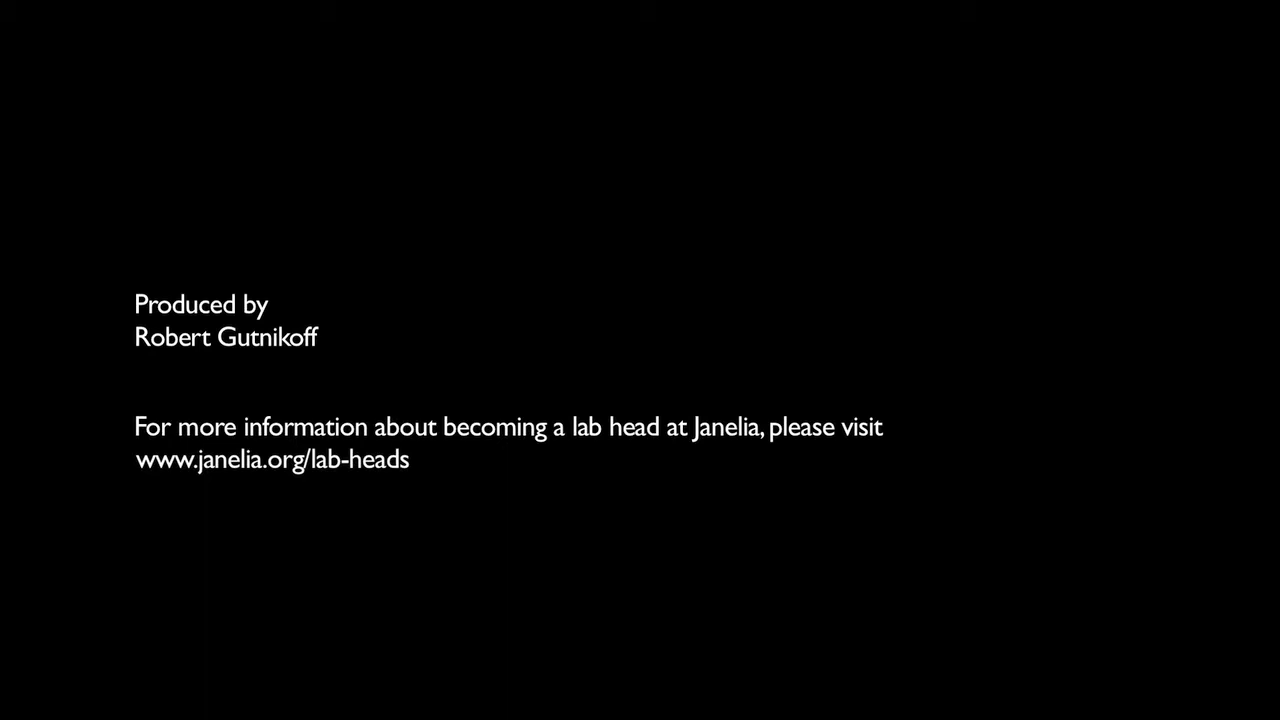 Produced by
Robert Gutnikoff
For more information about becoming a lab head at Janelia, please visit
www.janelia.org/lab-heads